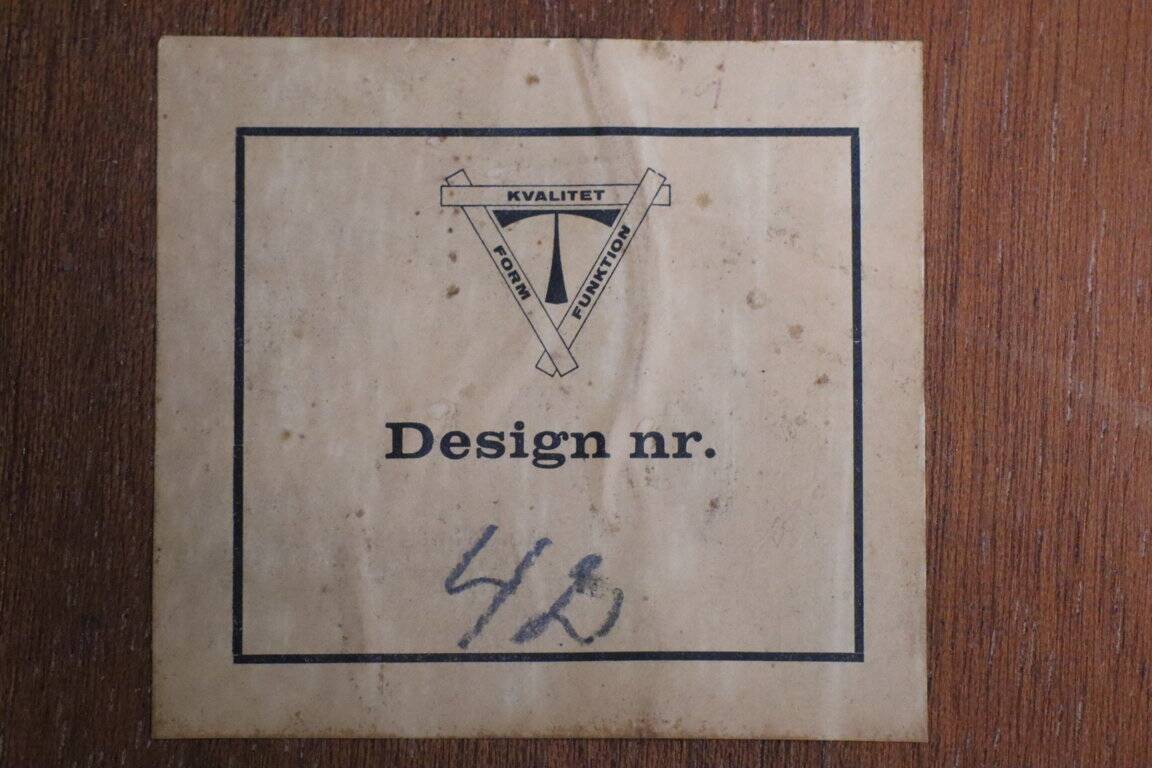 KVALITET
FORM
FUNKTION
Design nr.
42